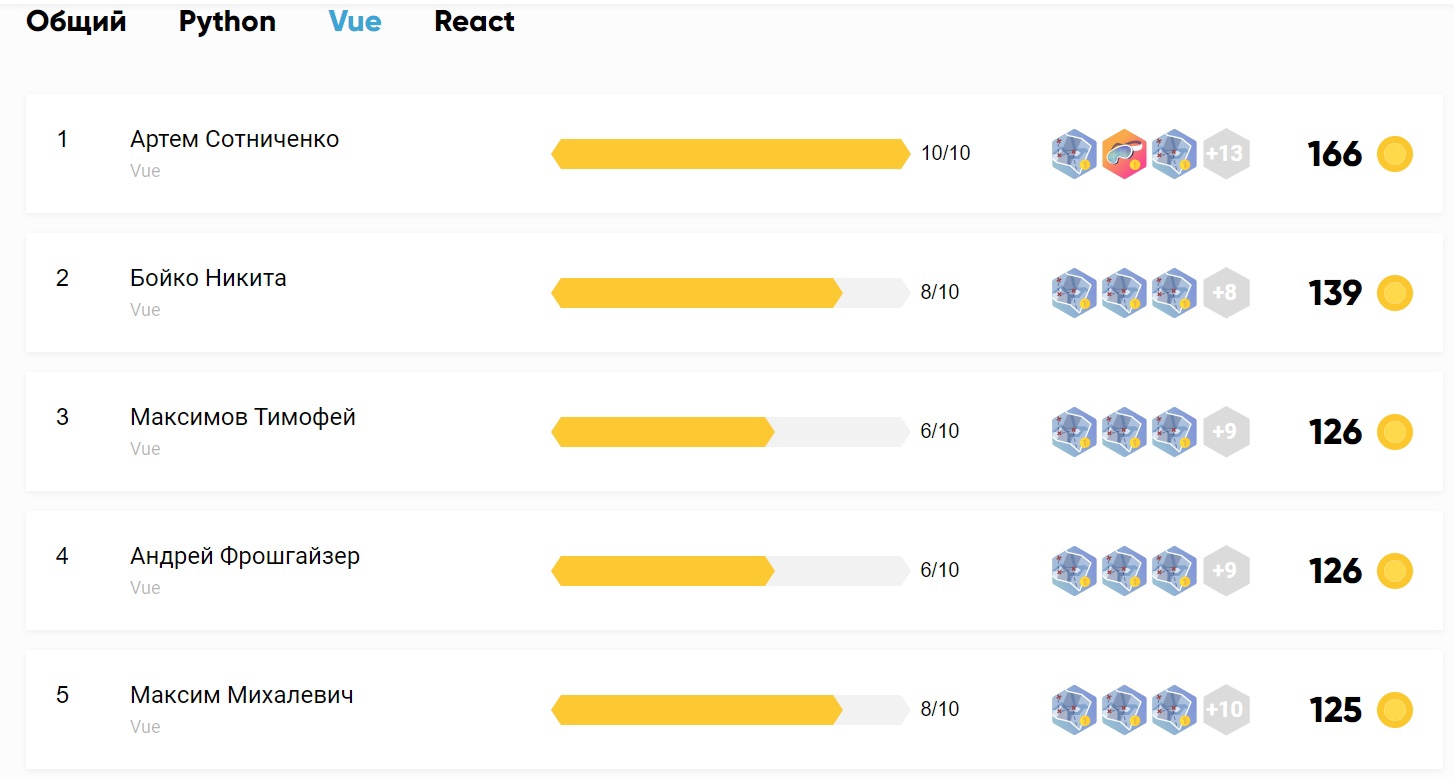 Общий Python Vue React
1 Артем Сотниченко 10/10 +13 166
Vue
2 Бойко Никита 8/10 +8 139
Vue
3 Максимов Тимофей 6/10 +9 126
Vue
4 Андрей Фрошгайзер 6/10 +9 126
Vue
5 Максим Михалевич 8/10 +10 125
Vue